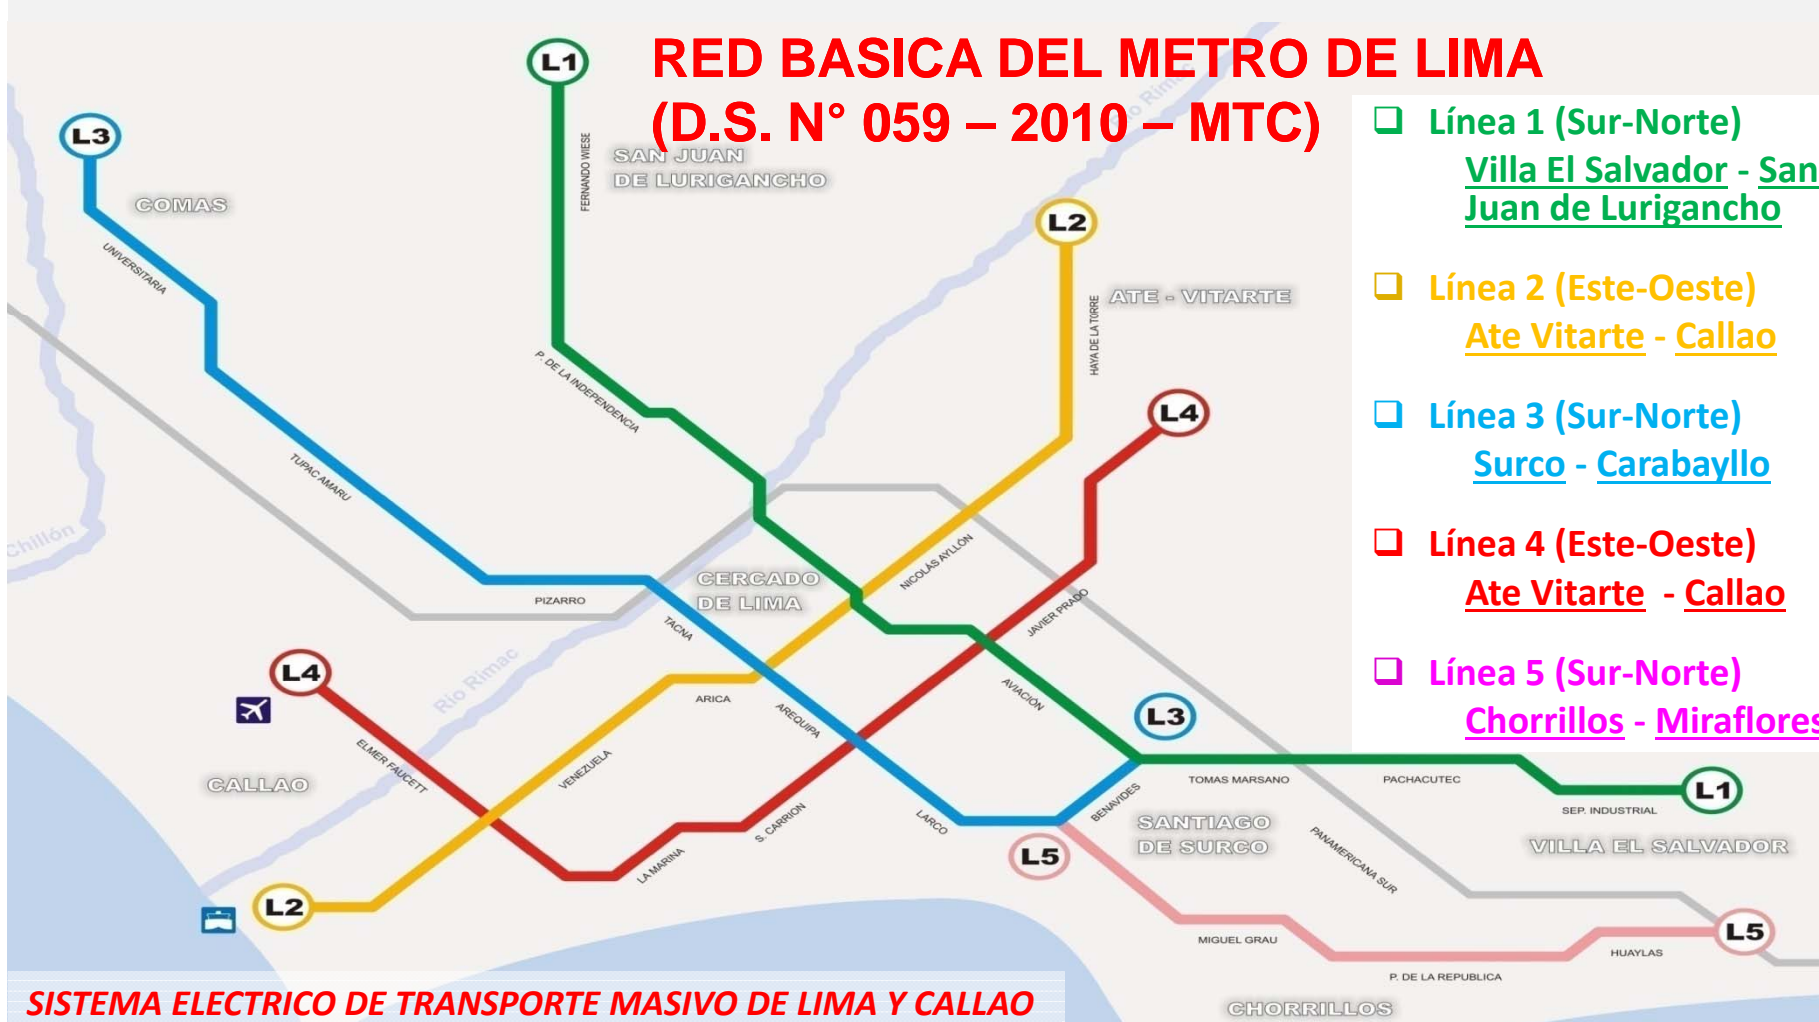 RED BASICA DEL METRO DE LIMA
(D.S. N° 059 – 2010 – MTC)
❑ Línea 1 (Sur-Norte)
Villa El Salvador - San
Juan de Lurigancho
❑ Línea 2 (Este-Oeste)
Ate Vitarte - Callao
❑ Línea 3 (Sur-Norte)
Surco - Carabayllo
❑ Línea 4 (Este-Oeste)
Ate Vitarte - Callao
❑ Línea 5 (Sur-Norte)
Chorrillos - Miraflores
L1
Rio Rimac
L3
FERNANDO WIESE
SAN JUAN
DE LURIGANCHO
COMAS
L2
UNIVERSITARIA
ATE - VITARTE
HAYA DE LA TORRE
P. DE LA INDEPENDENCIA
L4
TUPAC AMARU
Chillón
NICOLÁS AYLLÓN
CERCADO
DE LIMA
PIZARRO
TACNA
JAVIER PRADO
L4
Rio Rimac
ARICA
AREQUIPA
AVIACIÓN
L3
ELMER FAUCETT
VENEZUELA
CALLAO
TOMAS MARSANO
PACHACUTEC
L1
BENAVIDES
SEP. INDUSTRIAL
S. CARRION
LARCO
SANTIAGO
DE SURCO
VILLA EL SALVADOR
L5
LA MARINA
PANAMERICANA SUR
L2
MIGUEL GRAU
L5
HUAYLAS
P. DE LA REPUBLICA
CHORRILLOS
SISTEMA ELECTRICO DE TRANSPORTE MASIVO DE LIMA Y CALLAO